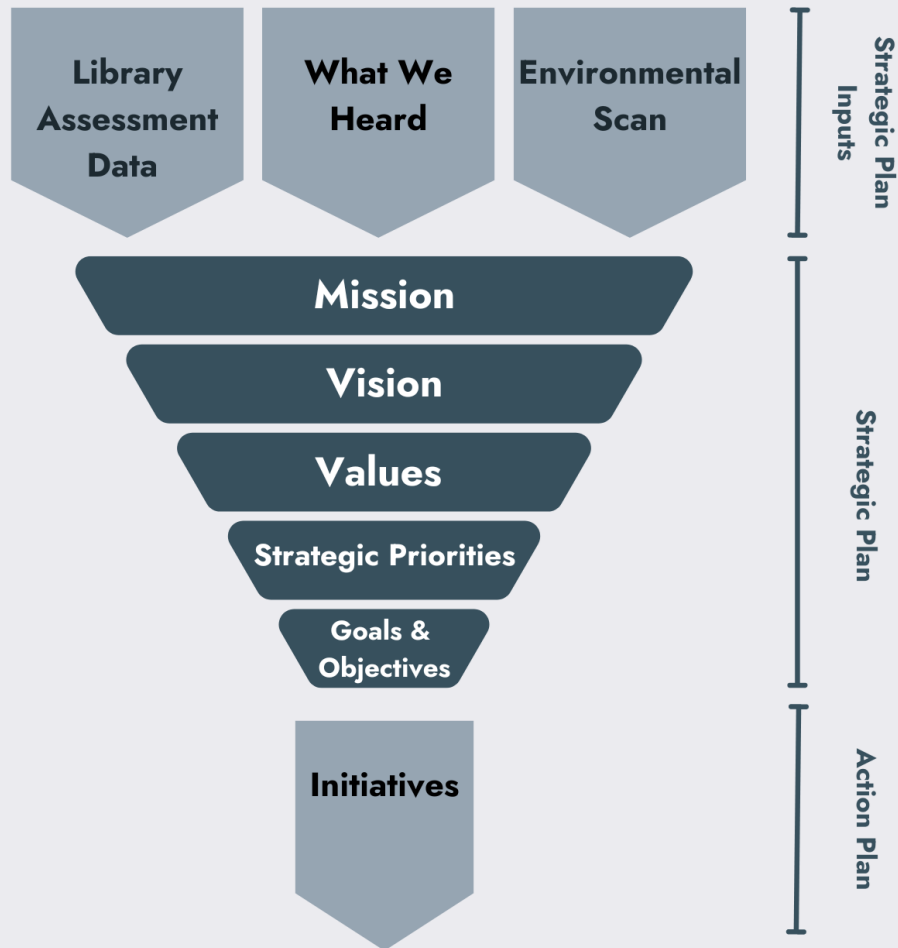 Library
Assessment
Data
What We
Heard
Environmental
Scan
Strategic Plan
Inputs
Mission
Vision
Values
Strategic Priorities
Goals &
Objectives
Strategic Plan
Initiatives
Action Plan